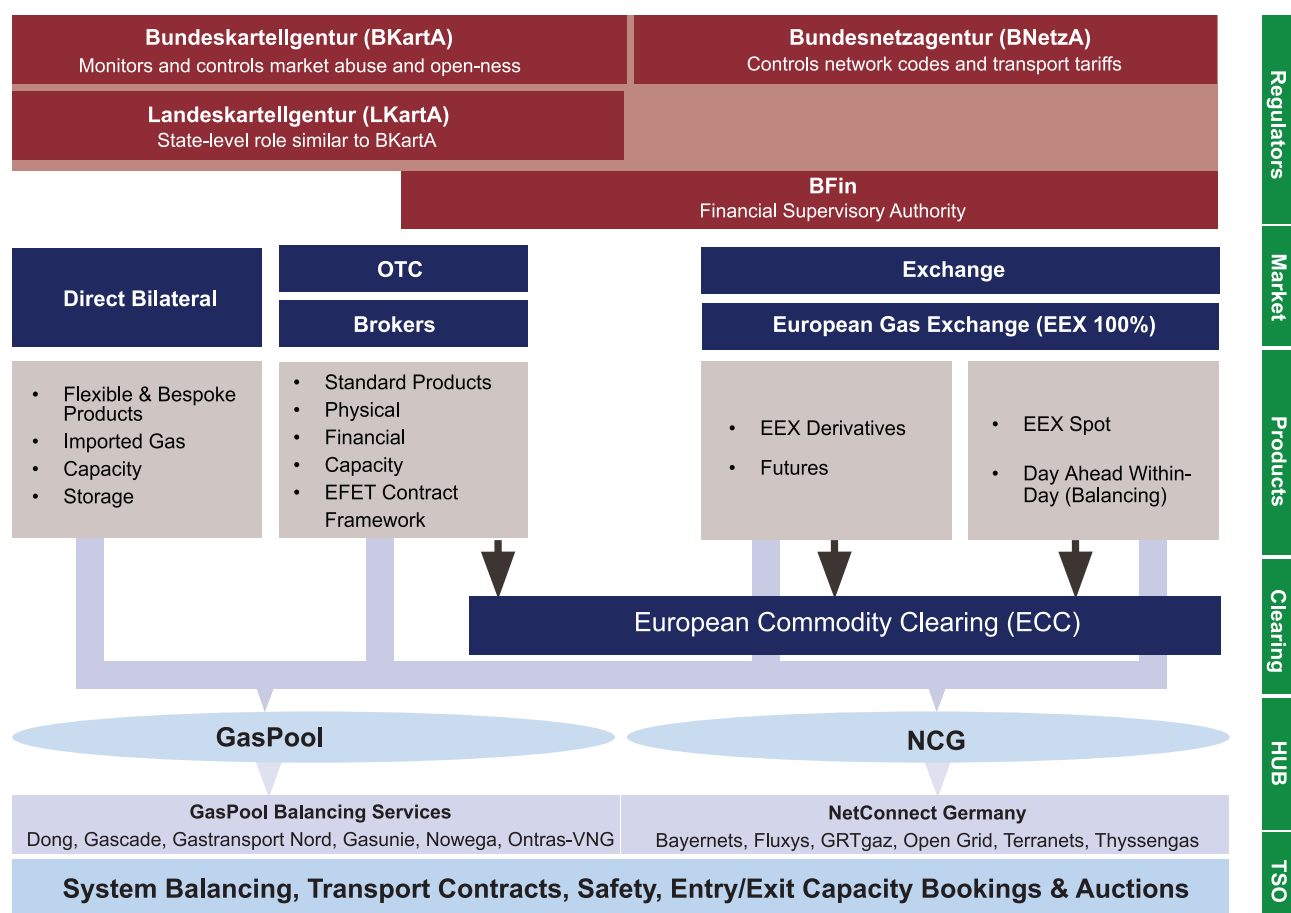 Bundeskartellgentur (BKartA)
Monitors and controls market abuse and open-ness
Bundesnetzagentur (BNetzA)
Controls network codes and transport tariffs
Landeskartellgentur (LKartA)
State-level role similar to BKartA
BFin
Financial Supervisory Authority
Regulators
Direct Bilateral
OTC
Brokers
Exchange
European Gas Exchange (EEX 100%)
Market
• Flexible & Bespoke
Products
• Imported Gas
• Capacity
• Storage
• Standard Products
• Physical
• Financial
• Capacity
• EFET Contract
Framework
• EEX Derivatives
• Futures
• EEX Spot
• Day Ahead Within-
Day (Balancing)
Products
European Commodity Clearing (ECC)
Clearing
GasPool
NCG
HUB
GasPool Balancing Services
Dong, Gascade, Gastransport Nord, Gasunie, Nowega, Ontras-VNG
NetConnect Germany
Bayernets, Fluxys, GRTgaz, Open Grid, Terranets, Thyssengas
System Balancing, Transport Contracts, Safety, Entry/Exit Capacity Bookings & Auctions
TSO